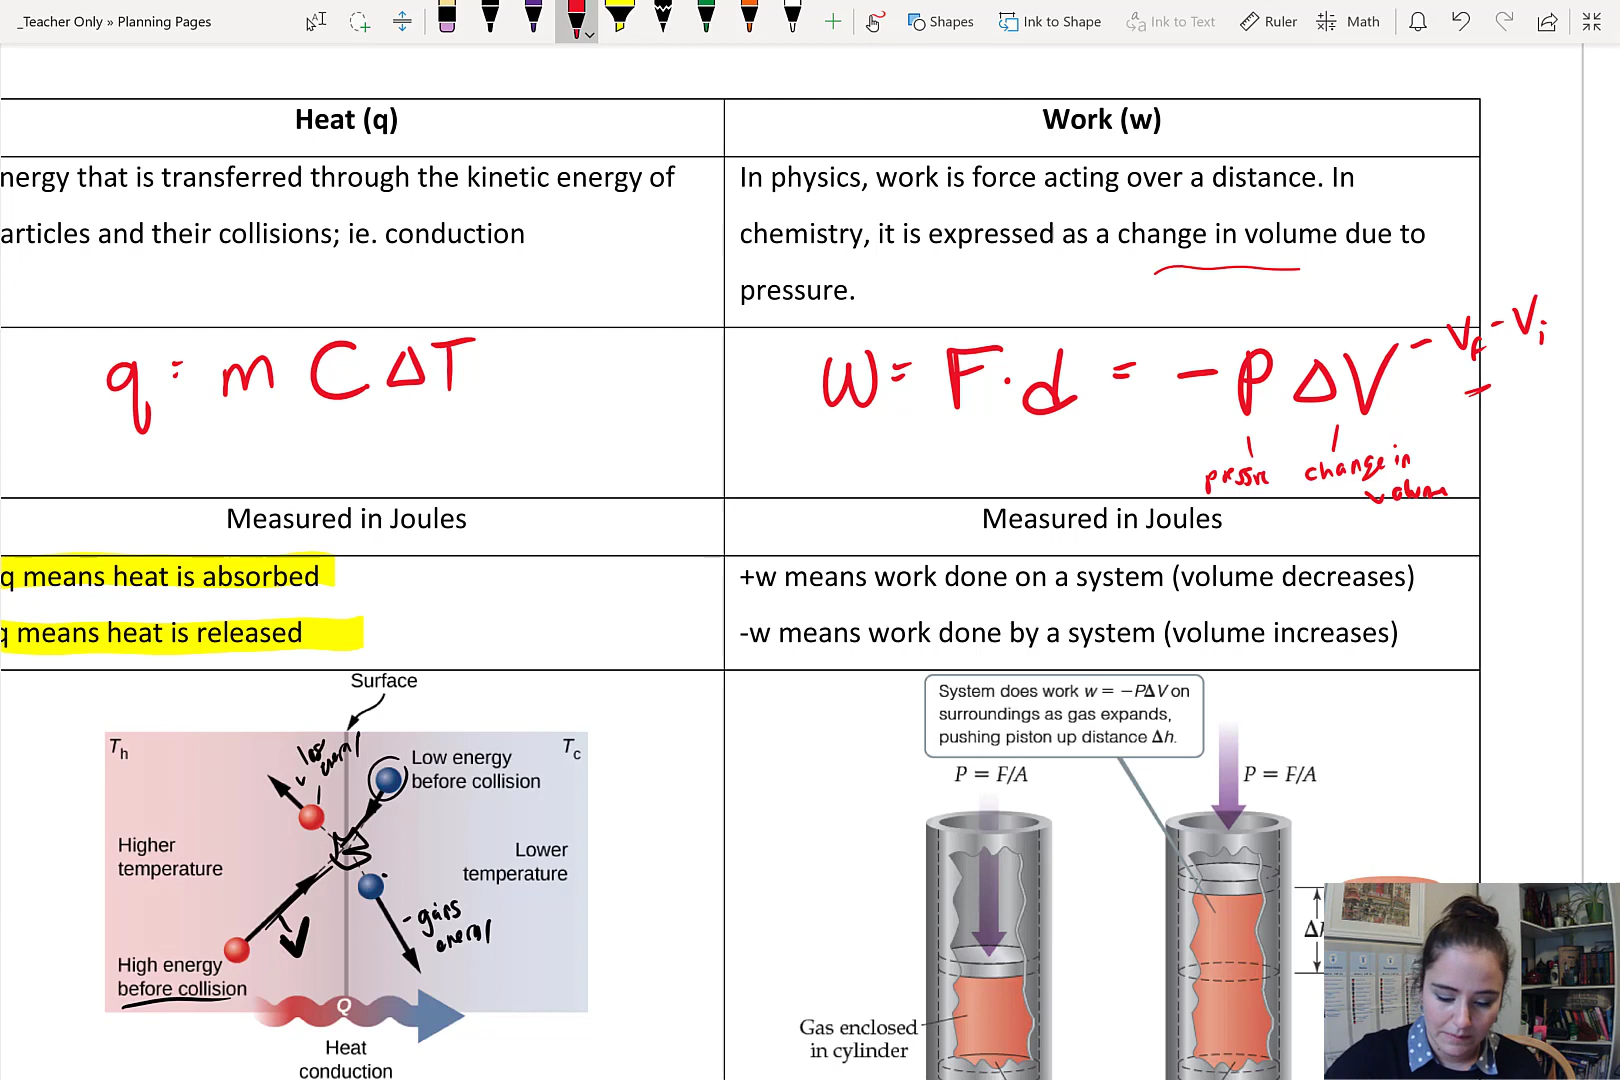 _Teacher Only » Planning Pages
Shapes
Ink to Shape
Ink to Text
Ruler
Math
Heat (q)
Work (w)
nergy that is transferred through the kinetic energy of
articles and their collisions; ie. conduction
In physics, work is force acting over a distance. In
chemistry, it is expressed as a change in volume due to
pressure.
q = m C Δ T
w = F · d = - P Δ V - Vf - Vi
=
pressure
change in
volume
Measured in Joules
Measured in Joules
q means heat is absorbed
q means heat is released
+w means work done on a system (volume decreases)
-w means work done by a system (volume increases)
Surface
Th
Tc
Low energy
before collision
Higher
temperature
Lower
temperature
- gains
energy
High energy
before collision
Q
Heat
conduction
System does work w = −PΔV on
surroundings as gas expands,
pushing piston up distance Δh.
P = F/A
P = F/A
Gas enclosed
in cylinder